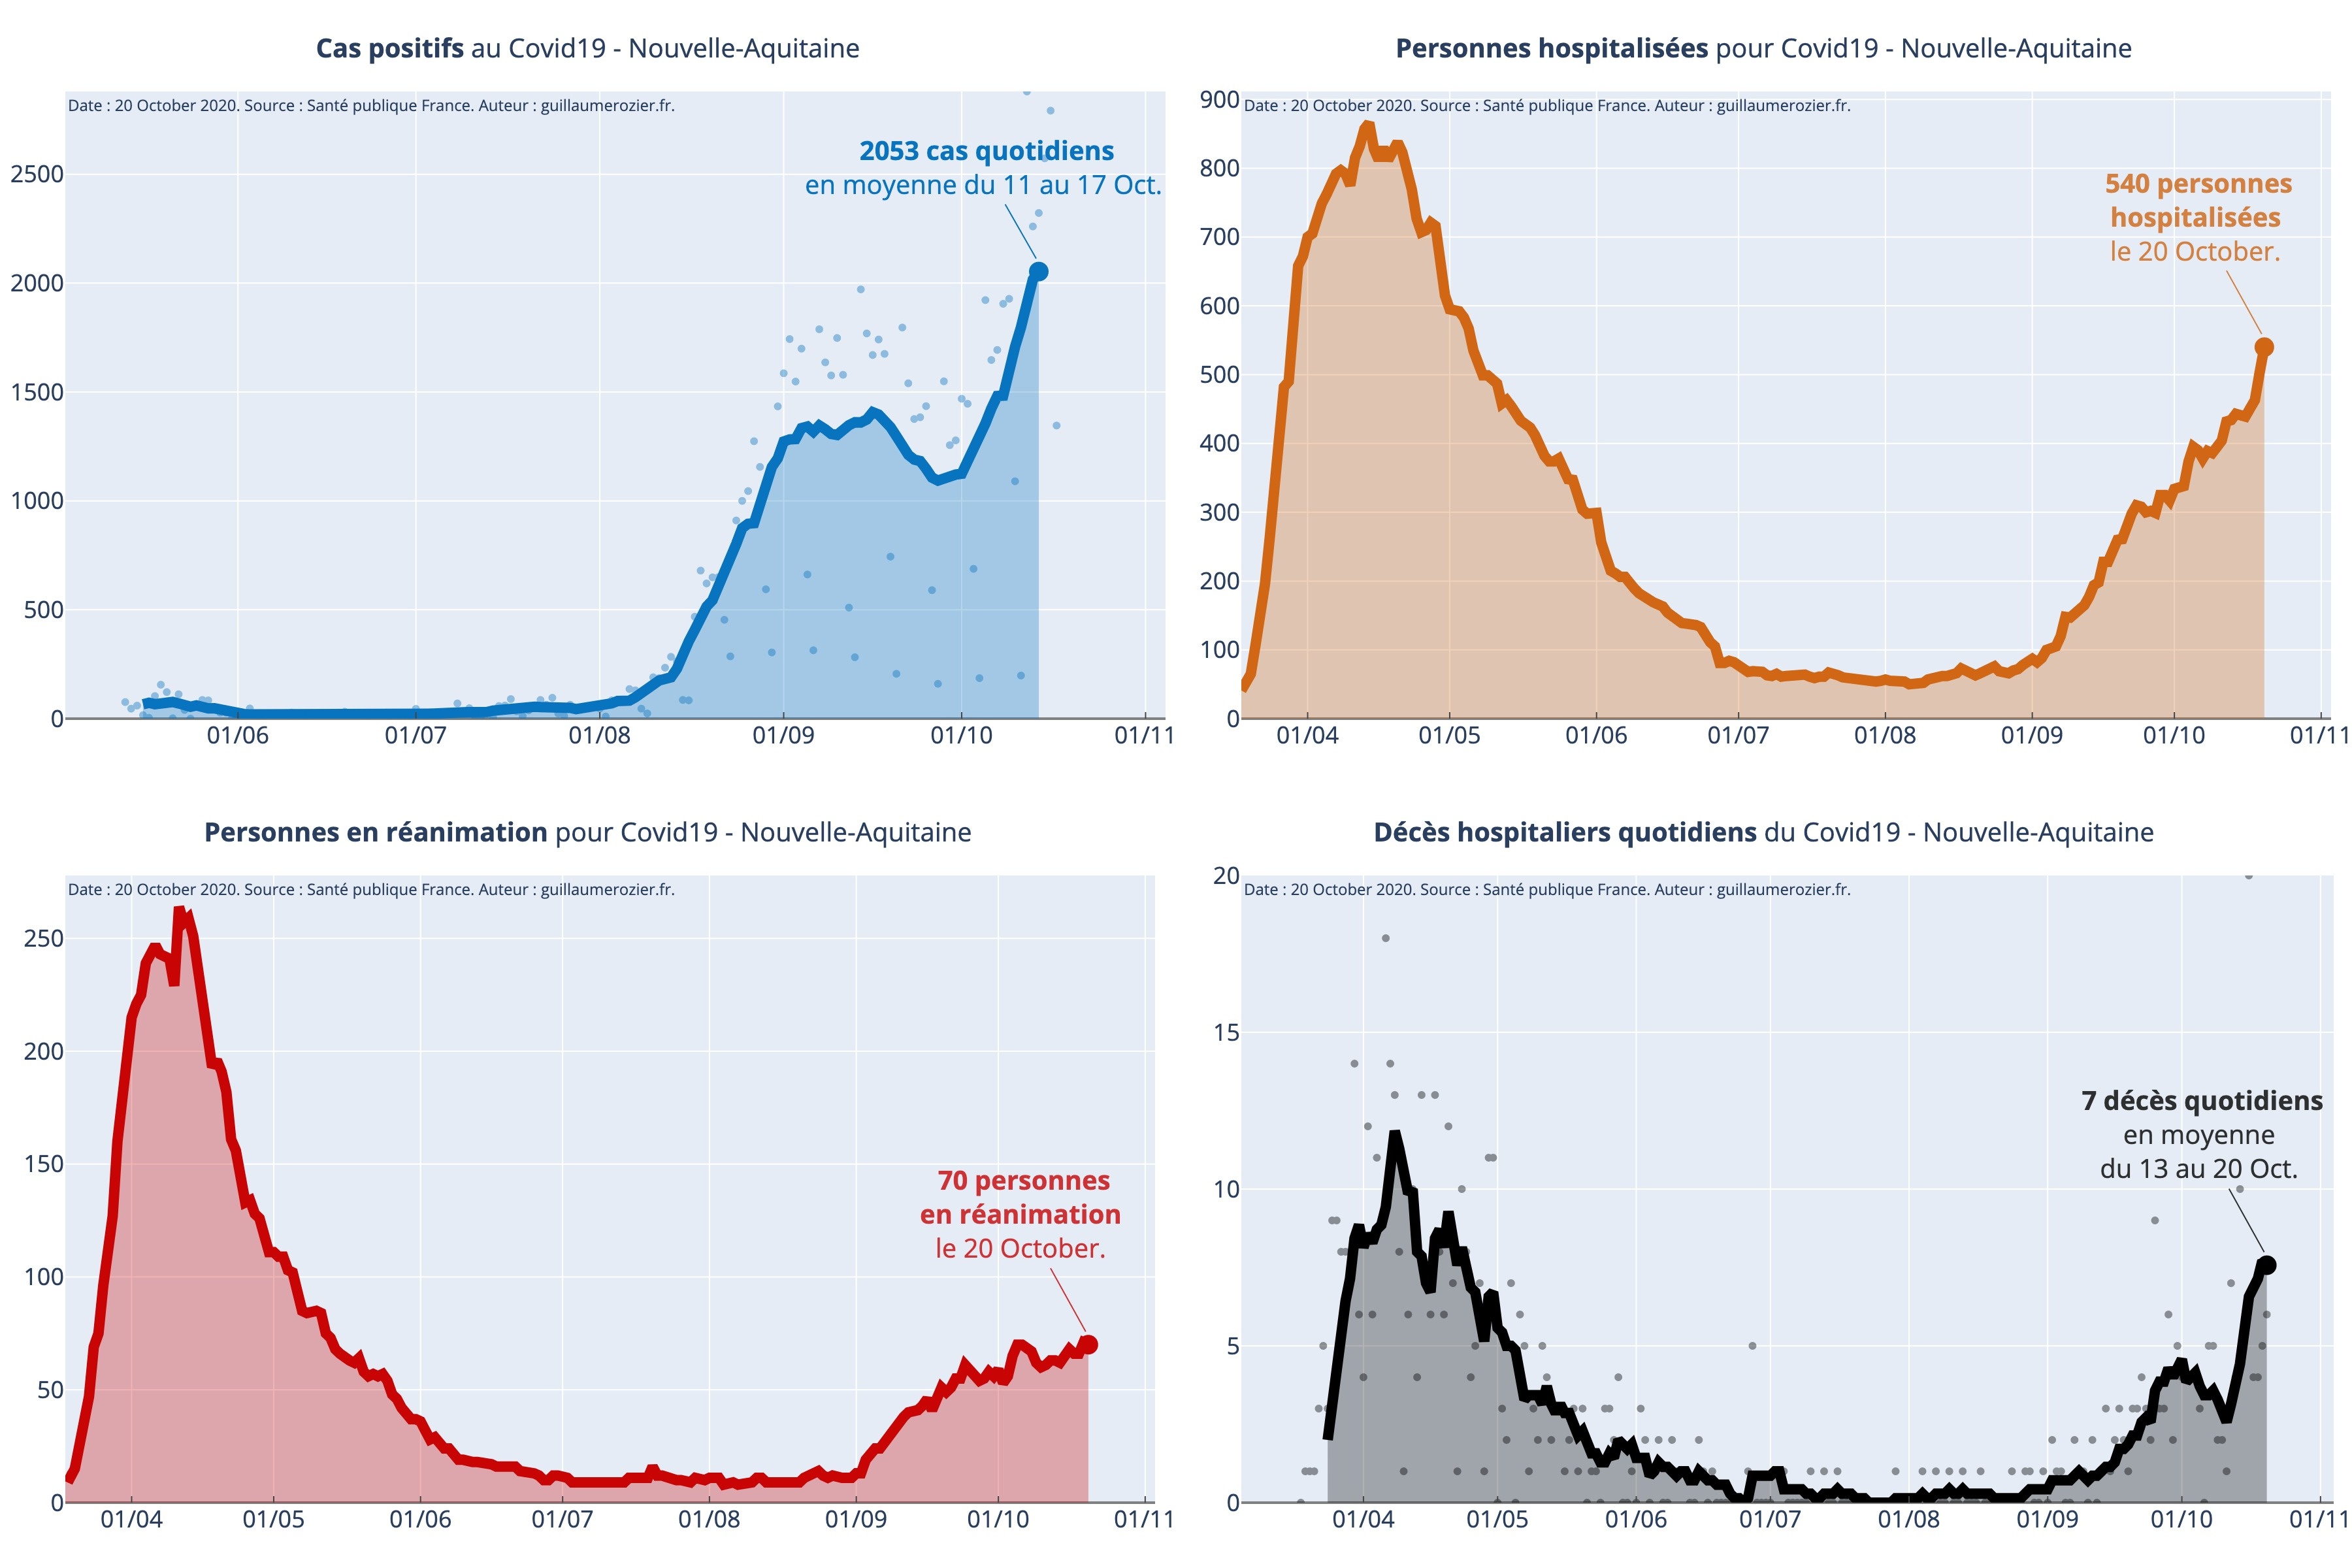 Cas positifs au Covid19 - Nouvelle-Aquitaine
Date : 20 October 2020. Source : Santé publique France. Auteur : guillaumerozier.fr.
2053 cas quotidiens
en moyenne du 11 au 17 Oct.
2500
2000
1500
1000
500
0
01/06 01/07 01/08 01/09 01/10 01/11
Personnes hospitalisées pour Covid19 - Nouvelle-Aquitaine
Date : 20 October 2020. Source : Santé publique France. Auteur : guillaumerozier.fr.
540 personnes
hospitalisées
le 20 October.
900
800
700
600
500
400
300
200
100
0
01/04 01/05 01/06 01/07 01/08 01/09 01/10 01/11
Personnes en réanimation pour Covid19 - Nouvelle-Aquitaine
Date : 20 October 2020. Source : Santé publique France. Auteur : guillaumerozier.fr.
70 personnes
en réanimation
le 20 October.
250
200
150
100
50
0
01/04 01/05 01/06 01/07 01/08 01/09 01/10 01/11
Décès hospitaliers quotidiens du Covid19 - Nouvelle-Aquitaine
Date : 20 October 2020. Source : Santé publique France. Auteur : guillaumerozier.fr.
7 décès quotidiens
en moyenne
du 13 au 20 Oct.
20
15
10
5
0
01/04 01/05 01/06 01/07 01/08 01/09 01/10 01/11